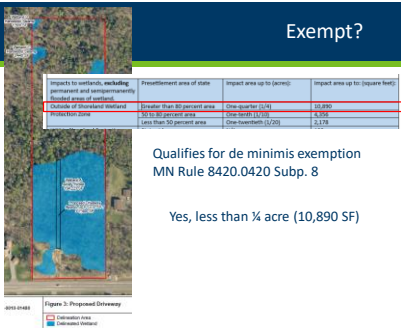 Exempt?
Impacts to wetlands, excluding permanent and semipermanently flooded areas of wetland. Presettlement area of state Impact area up to (acres): Impact area up to: (square feet):
Outside of Shoreland Wetland Protection Zone Greater than 80 percent area One-quarter (1/4) 10,890
50 to 80 percent area One-tenth (1/10) 4,356
Less than 50 percent area One-twentieth (1/20) 2,178
Qualifies for de minimis exemption
MN Rule 8420.0420 Subp. 8
Yes, less than ¼ acre (10,890 SF)
Figure 3: Proposed Driveway
Delineation Area
Delineated Wetland